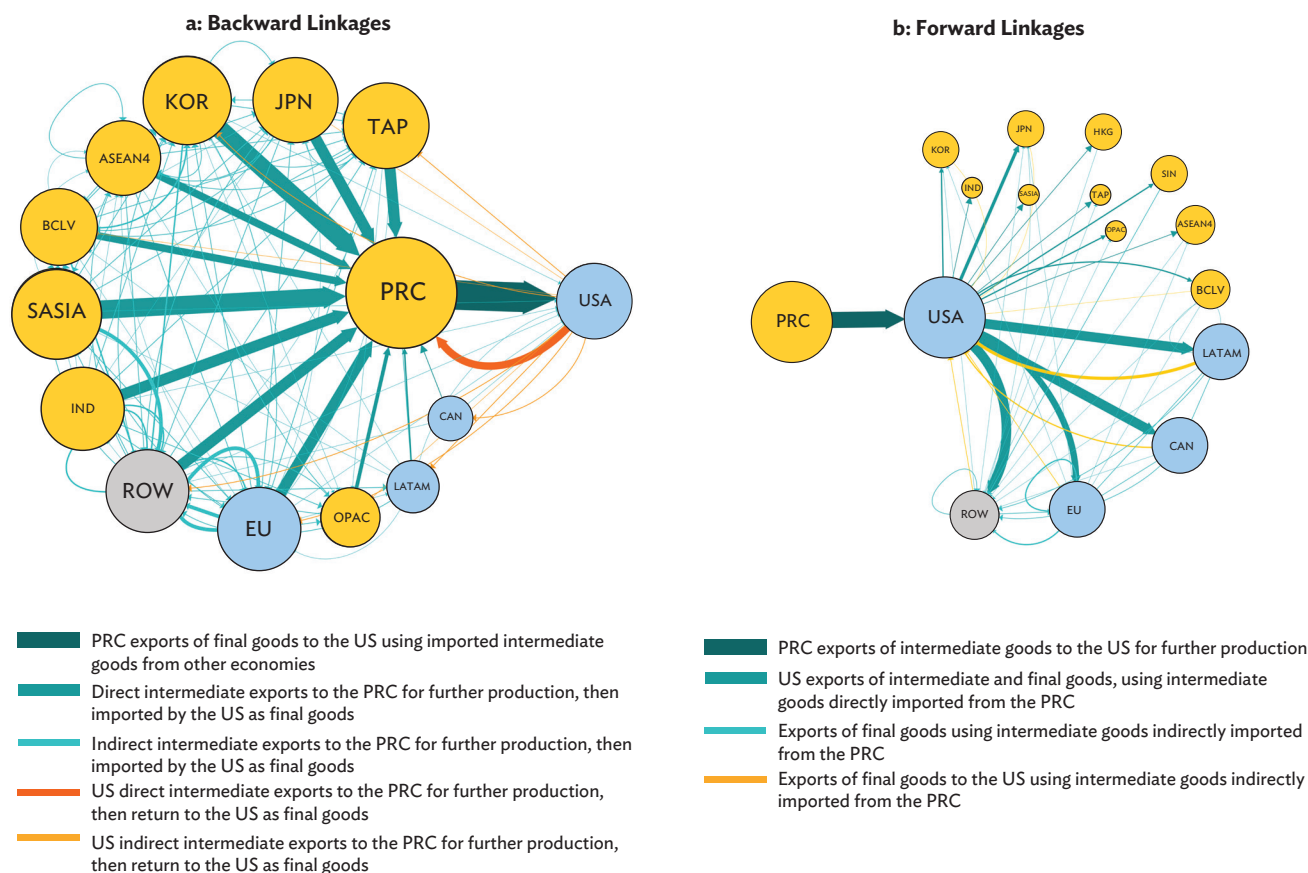 a: Backward Linkages
KOR
JPN
TAP
ASEAN4
BCLV
SASIA
IND
ROW
EU
OPAC
LATAM
CAN
PRC
USA
PRC exports of final goods to the US using imported intermediate
goods from other economies
Direct intermediate exports to the PRC for further production, then
imported by the US as final goods
Indirect intermediate exports to the PRC for further production, then
imported by the US as final goods
US direct intermediate exports to the PRC for further production,
then return to the US as final goods
US indirect intermediate exports to the PRC for further production,
then return to the US as final goods
b: Forward Linkages
KOR
JPN
HKG
IND
SASIA
TAP
SIN
OPAC
ASEAN4
BCLV
PRC
USA
LATAM
CAN
ROW
EU
PRC exports of intermediate goods to the US for further production
US exports of intermediate and final goods, using intermediate
goods directly imported from the PRC
Exports of final goods using intermediate goods indirectly imported
from the PRC
Exports of final goods to the US using intermediate goods indirectly
imported from the PRC